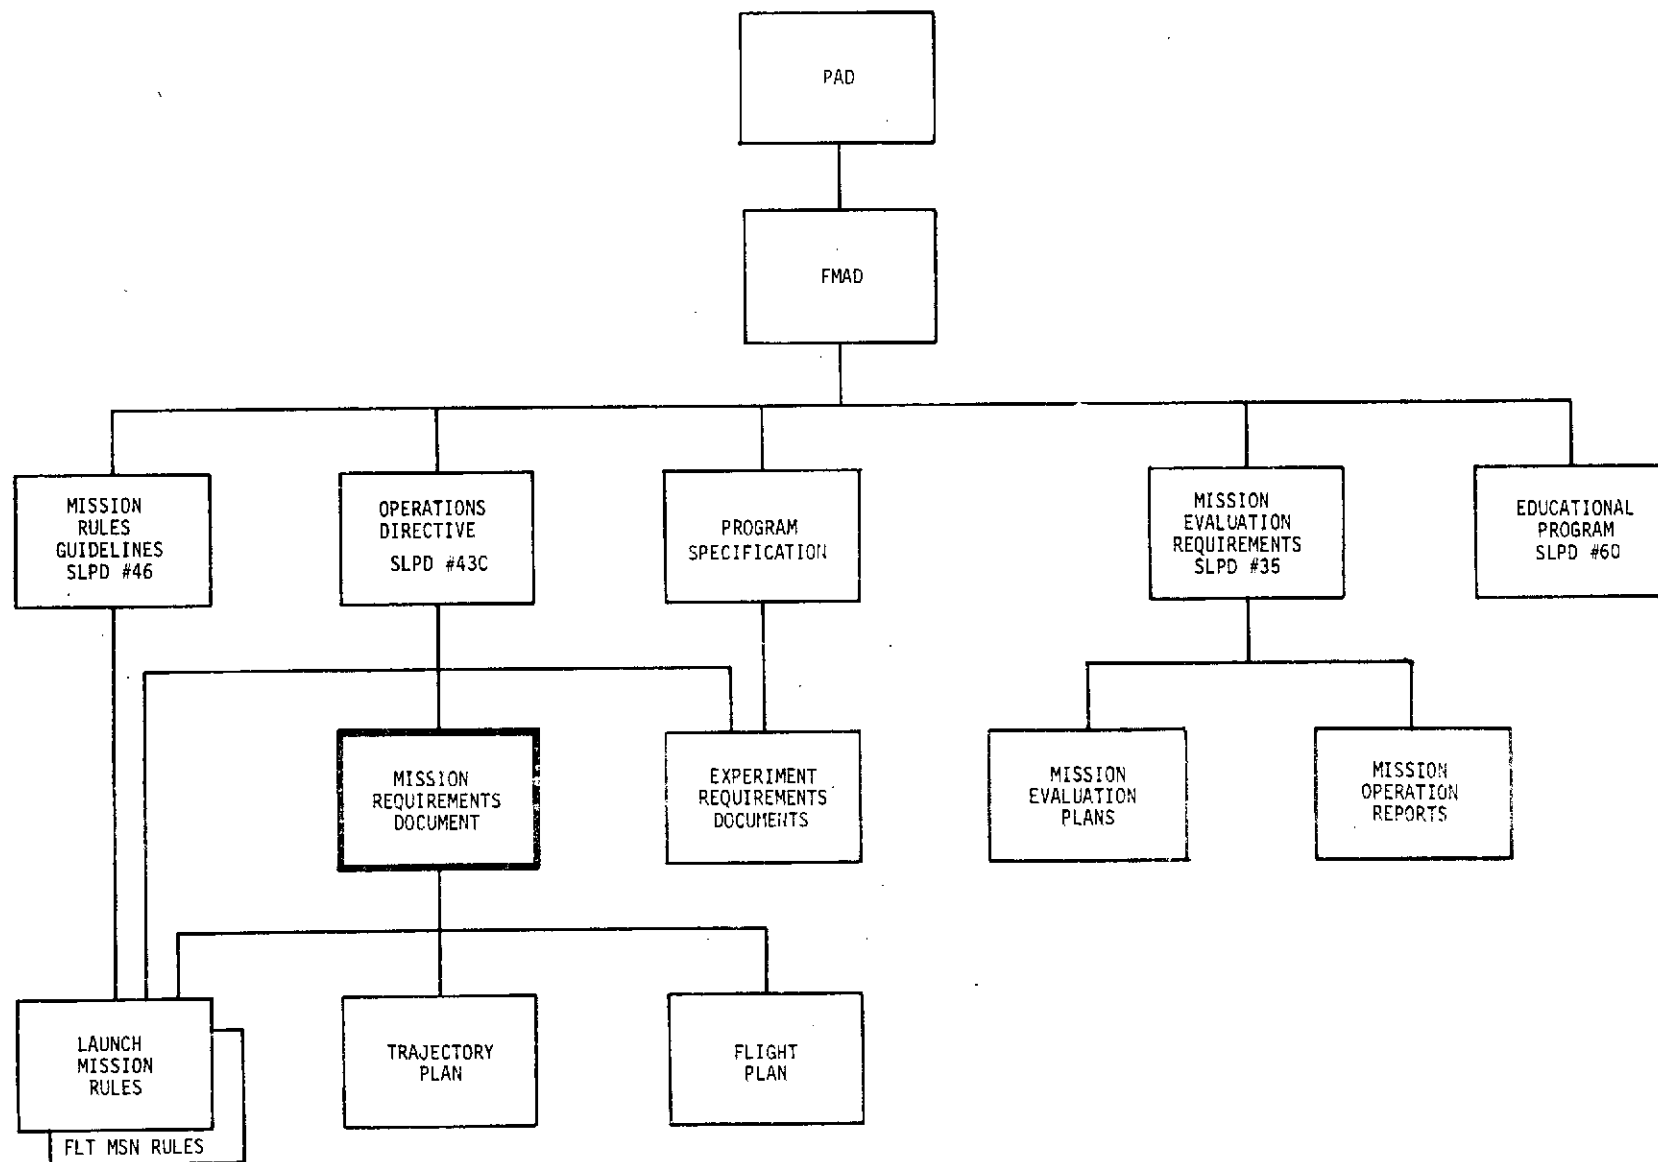 PAD
FMAD
MISSION
RULES
GUIDELINES
SLPD #46
OPERATIONS
DIRECTIVE
SLPD #43C
PROGRAM
SPECIFICATION
MISSION
EVALUATION
REQUIREMENTS
SLPD #35
EDUCATIONAL
PROGRAM
SLPD #60
MISSION
REQUIREMENTS
DOCUMENT
EXPERIMENT
REQUIREMENTS
DOCUMENTS
MISSION
EVALUATION
PLANS
MISSION
OPERATION
REPORTS
LAUNCH
MISSION
RULES
FLT MSN RULES
TRAJECTORY
PLAN
FLIGHT
PLAN